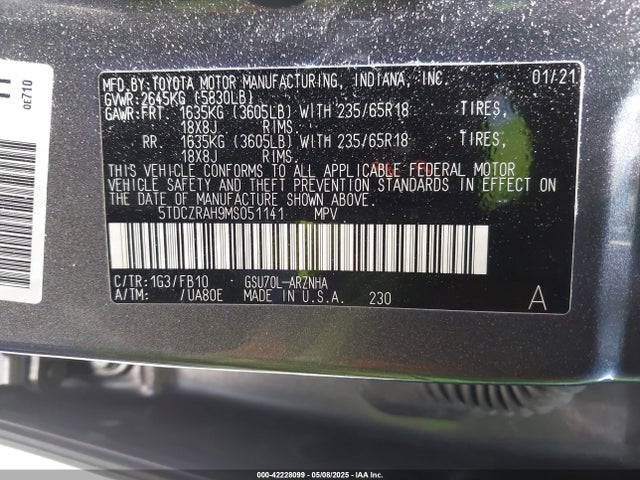 MFD.BY:TOYOTA MOTOR MANUFACTURING, INDIANA, INC. 01/21
GVWR:2645KG (5830LB)
GAWR:FRT. 1635KG (3605LB) WITH 235/65R18 TIRES,
18X8J RIMS.
RR. 1635KG (3605LB) WITH 235/65R18 TIRES,
18X8J RIMS.
THIS VEHICLE CONFORMS TO ALL APPLICABLE FEDERAL MOTOR
VEHICLE SAFETY AND THEFT PREVENTION STANDARDS IN EFFECT
ON THE DATE OF MANUFACTURE SHOWN ABOVE.
5TDCZRAH9MS051141 MPV
C/TR:1G3/FB10 GSU70L-ARZNHA
A/TM: /UA80E MADE IN U.S.A. 230 A
0E710
000-42228099 - 05/08/2025 - IAAI.COM